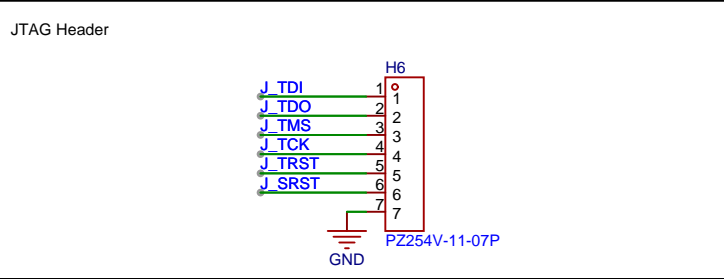 JTAG Header
H6
J_TDI 1 1
J_TDO 2 2
J_TMS 3 3
J_TCK 4 4
J_TRST 5 5
J_SRST 6 6
7 7
PZ254V-11-07P
GND